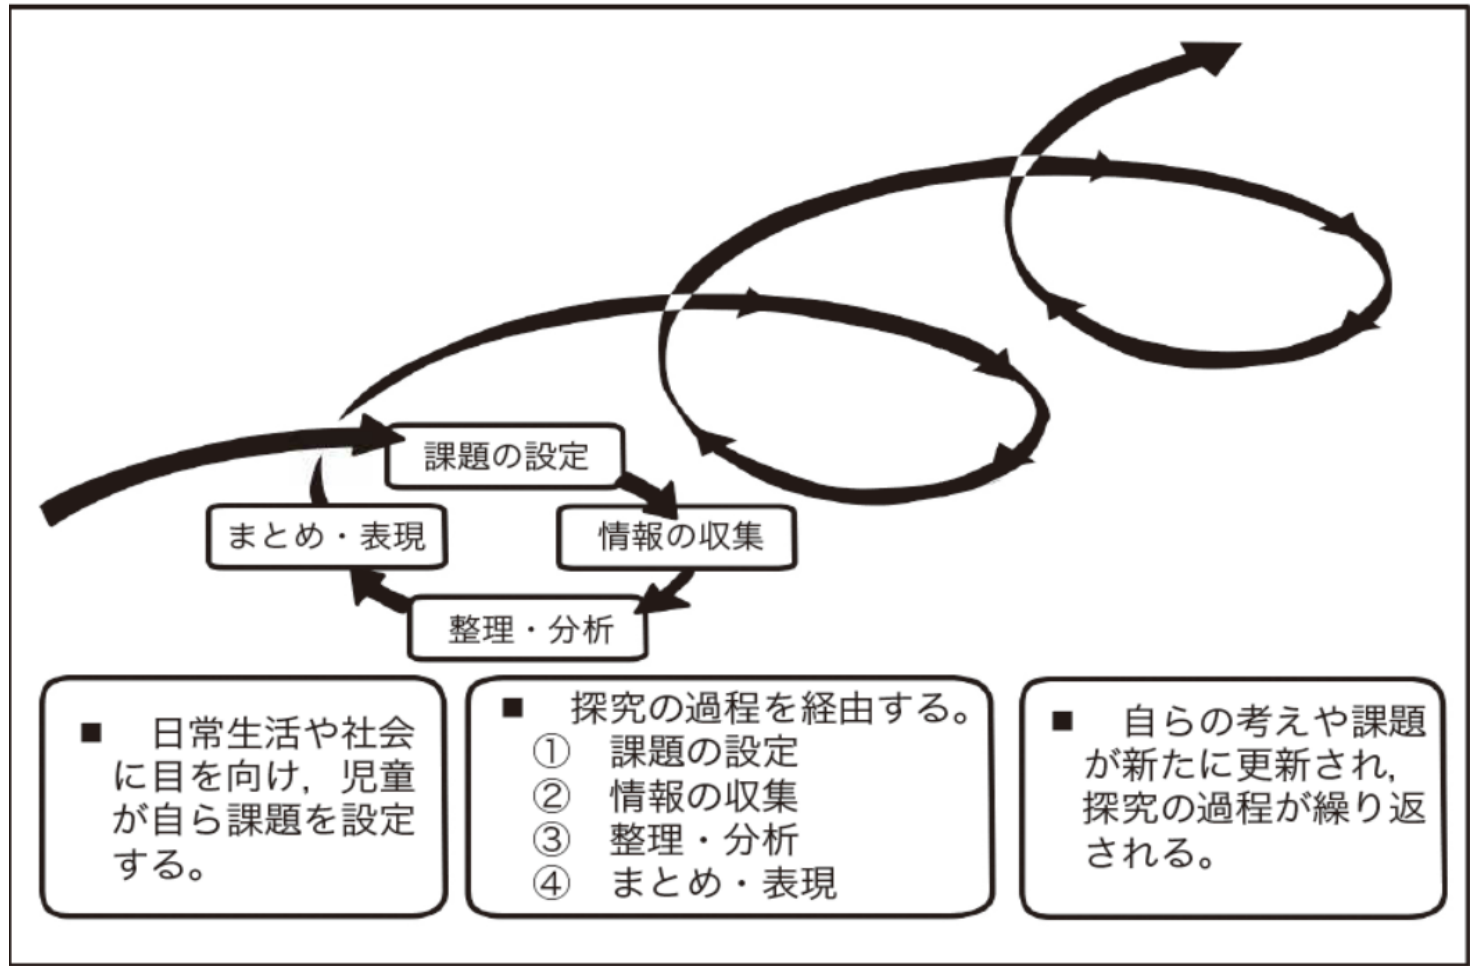 課題の設定
まとめ・表現
情報の収集
整理・分析
■　日常生活や社会
に目を向け，児童
が自ら課題を設定
する。
■　探究の過程を経由する。
①　課題の設定
②　情報の収集
③　整理・分析
④　まとめ・表現
■　自らの考えや課題
が新たに更新され，
探究の過程が繰り返
される。